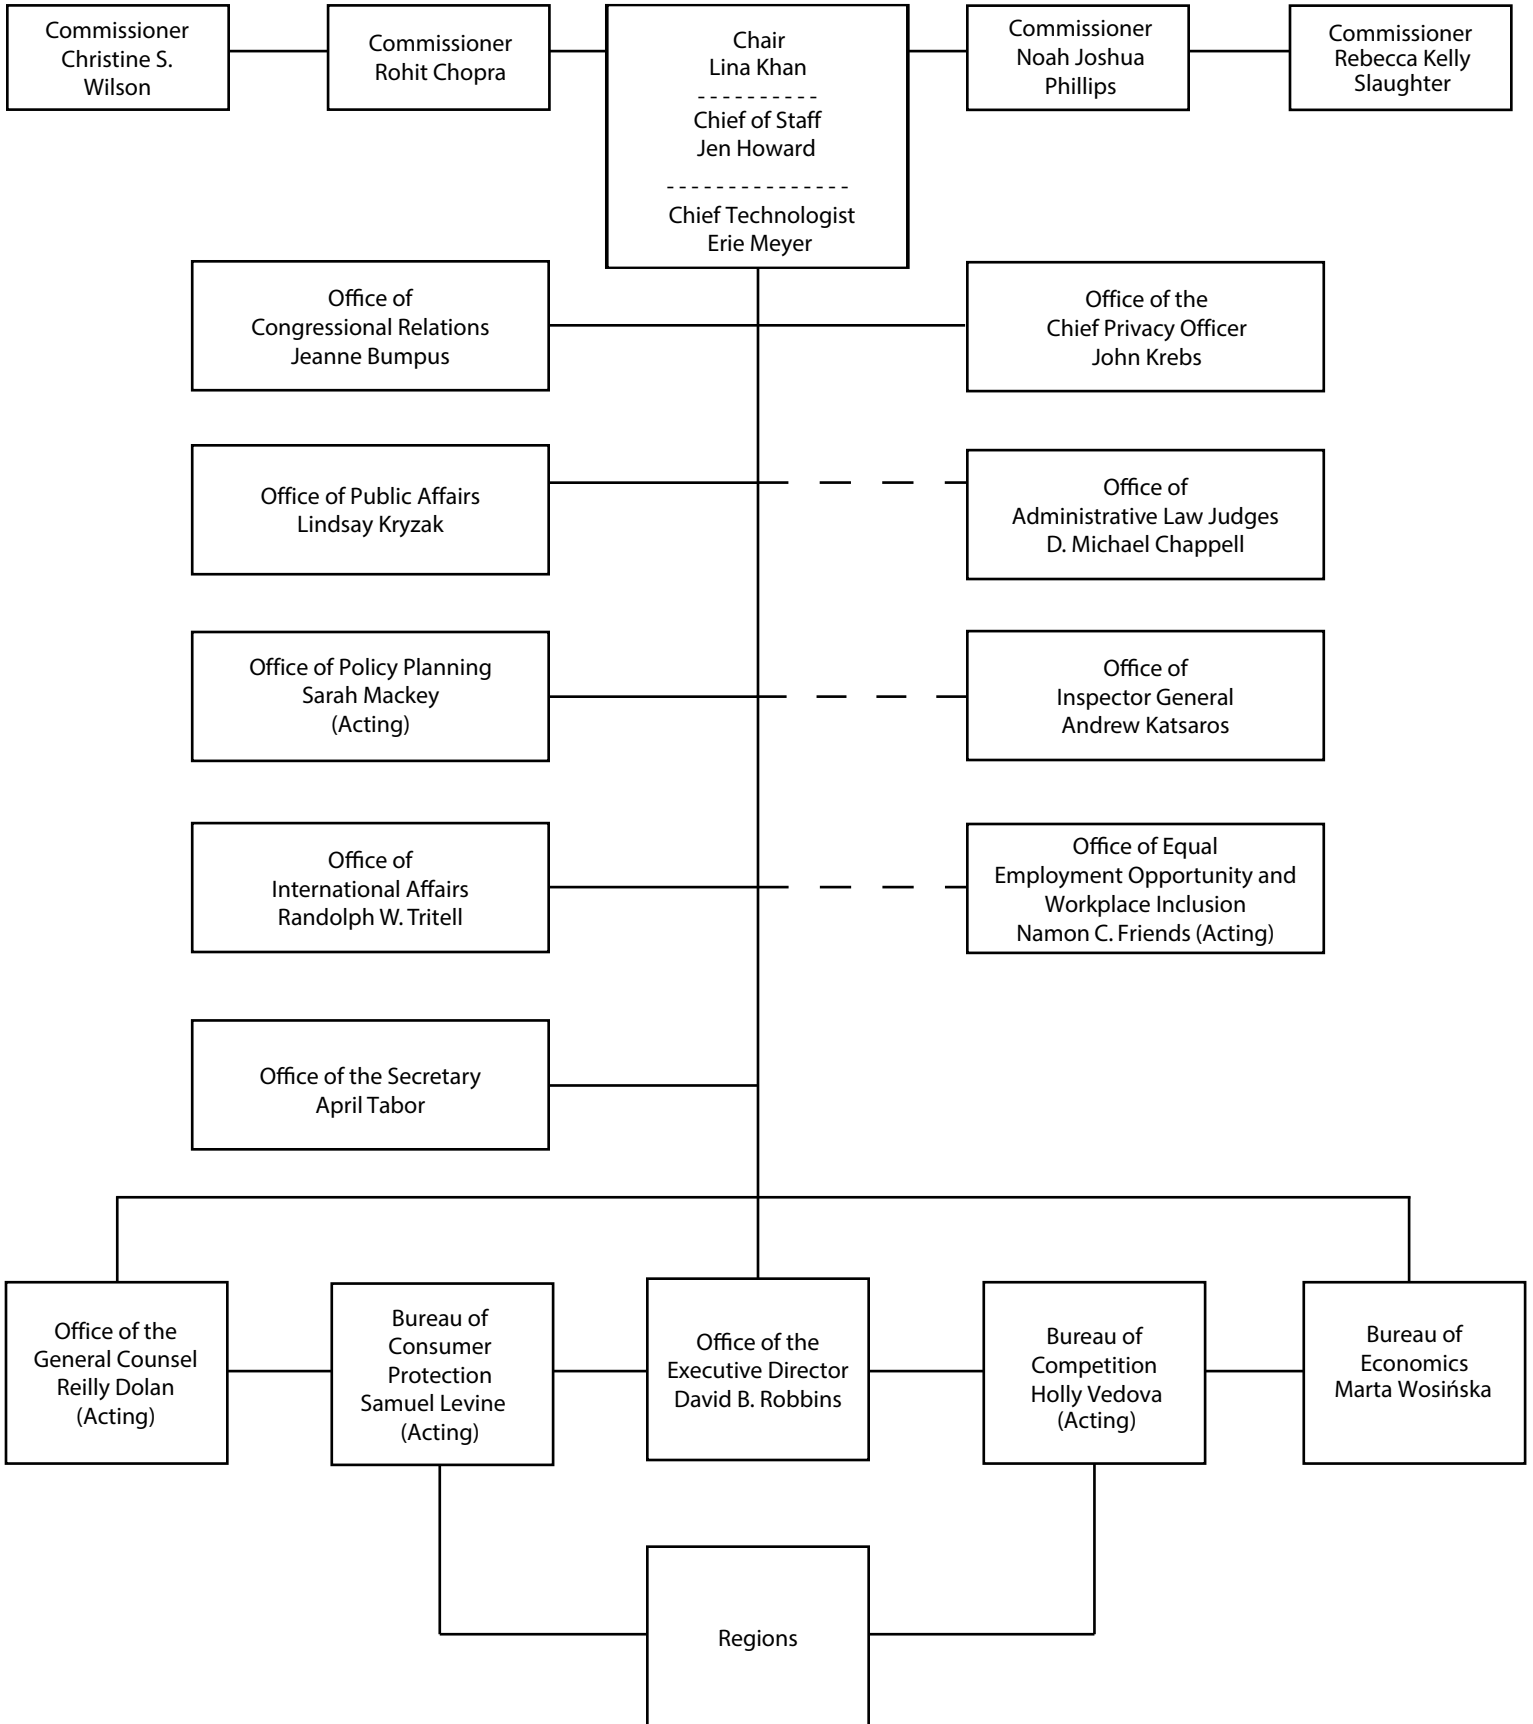 Commissioner
Christine S.
Wilson
Commissioner
Rohit Chopra
Chair
Lina Khan
----------
Chief of Staff
Jen Howard
---------------
Chief Technologist
Erie Meyer
Commissioner
Noah Joshua
Phillips
Commissioner
Rebecca Kelly
Slaughter
Office of
Congressional Relations
Jeanne Bumpus
Office of the
Chief Privacy Officer
John Krebs
Office of Public Affairs
Lindsay Kryzak
Office of
Administrative Law Judges
D. Michael Chappell
Office of Policy Planning
Sarah Mackey
(Acting)
Office of
Inspector General
Andrew Katsaros
Office of
International Affairs
Randolph W. Tritell
Office of Equal
Employment Opportunity and
Workplace Inclusion
Namon C. Friends (Acting)
Office of the Secretary
April Tabor
Office of the
General Counsel
Reilly Dolan
(Acting)
Bureau of
Consumer
Protection
Samuel Levine
(Acting)
Office of the
Executive Director
David B. Robbins
Bureau of
Competition
Holly Vedova
(Acting)
Bureau of
Economics
Marta Wosińska
Regions